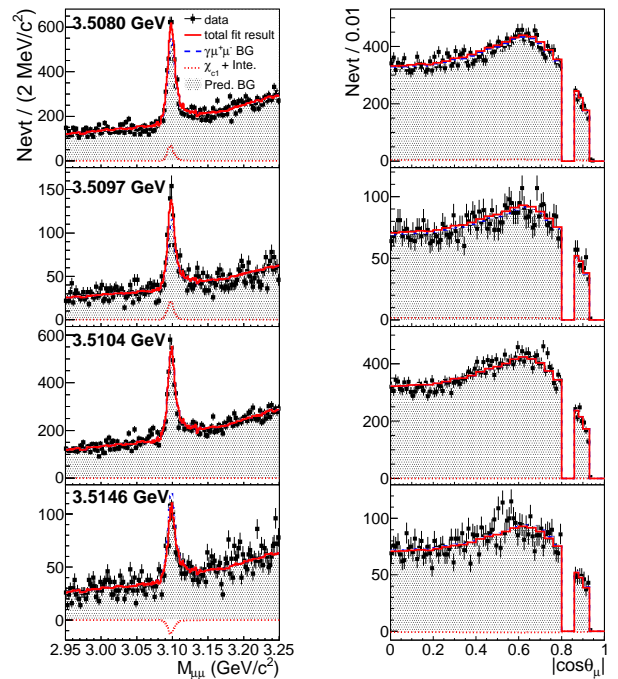 3.5080 GeV
data
total fit result
γμ⁺μ⁻ BG
χc1 + Inte.
Pred. BG
Nevt / (2 MeV/c²)
600
400
200
0
3.5097 GeV
150
100
50
0
3.5104 GeV
600
400
200
0
3.5146 GeV
100
50
0
2.95 3.00 3.05 3.10 3.15 3.20 3.25
Mμμ (GeV/c²)
Nevt / 0.01
400
200
0
100
50
0
400
200
0
100
50
0
0 0.2 0.4 0.6 0.8 1
|cosθμ|